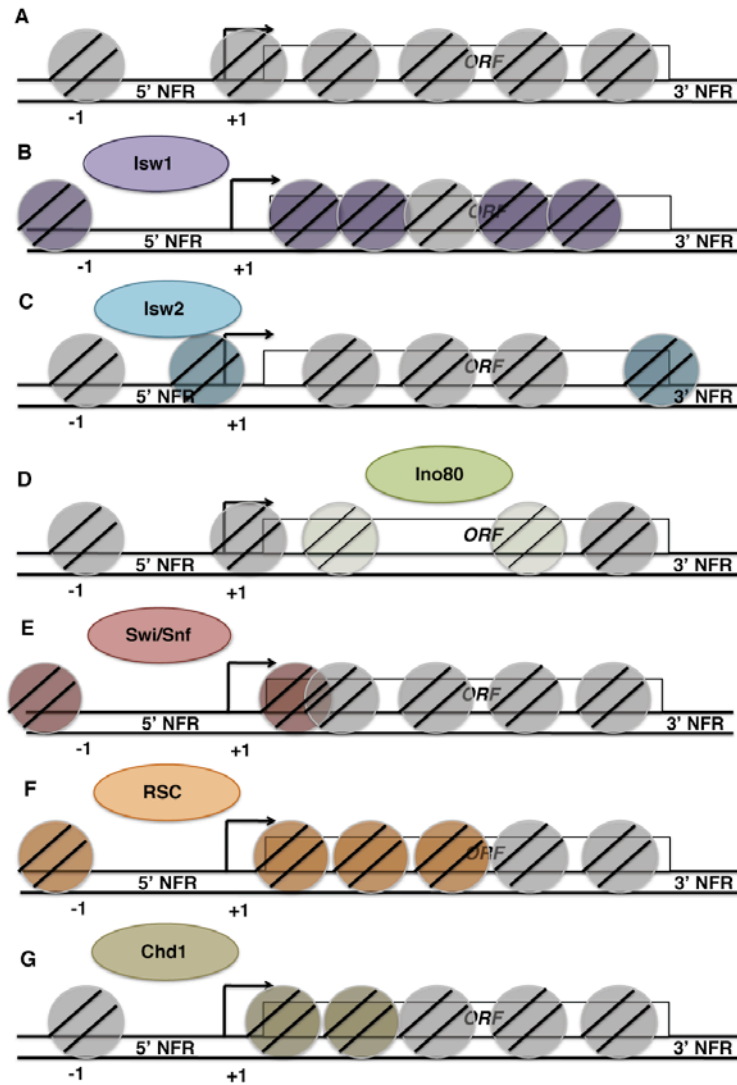 A
ORF
5’ NFR 3’ NFR
-1 +1
B
Isw1
ORF
5’ NFR 3’ NFR
-1 +1
C
Isw2
ORF
5’ NFR 3’ NFR
-1 +1
Ino80
D
ORF
5’ NFR 3’ NFR
-1 +1
E
Swi/Snf
ORF
5’ NFR 3’ NFR
-1 +1
F
RSC
ORF
5’ NFR 3’ NFR
-1 +1
G
Chd1
ORF
5’ NFR 3’ NFR
-1 +1